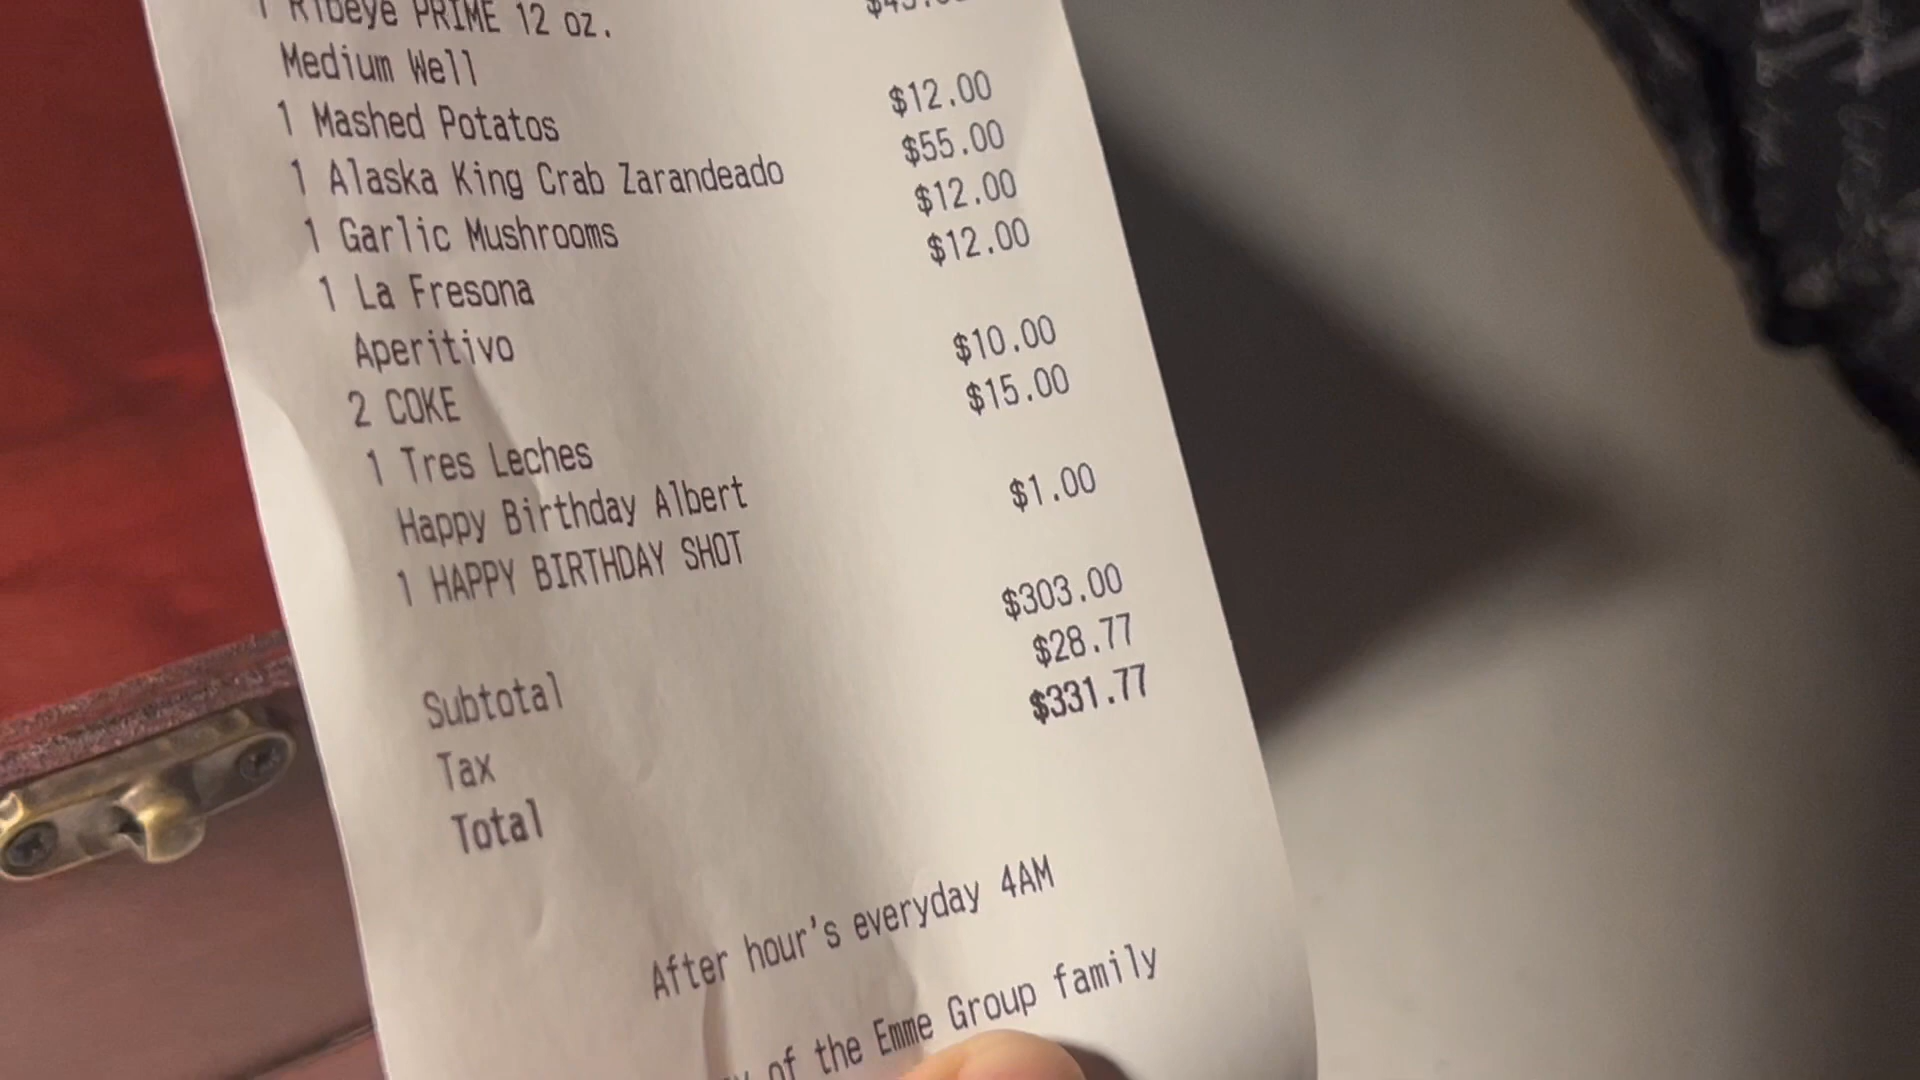 1 Ribeye PRIME 12 oz.
Medium Well
1 Mashed Potatos $12.00
1 Alaska King Crab Zarandeado $55.00
1 Garlic Mushrooms $12.00
1 La Fresona $12.00
Aperitivo
2 COKE $10.00
1 Tres Leches $15.00
Happy Birthday Albert
1 HAPPY BIRTHDAY SHOT $1.00
Subtotal $303.00
Tax $28.77
Total $331.77
After hour's everyday 4AM
of the Emme Group family